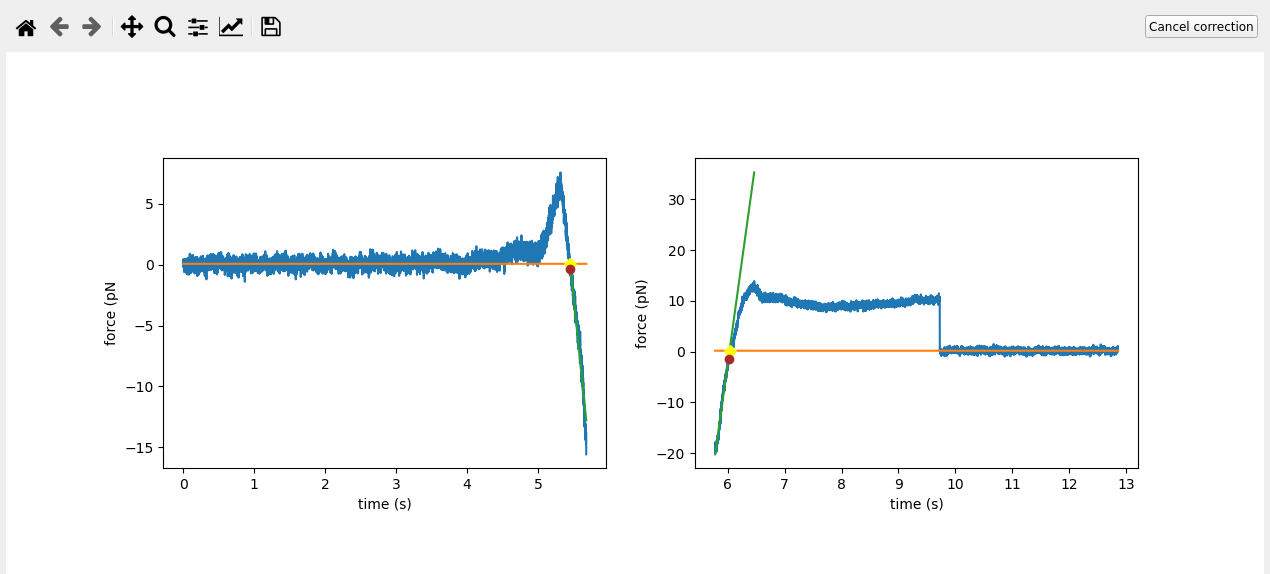 Cancel correction
5
0
−5
−10
−15
force (pN
0 1 2 3 4 5
time (s)
30
20
10
0
−10
−20
force (pN)
6 7 8 9 10 11 12 13
time (s)